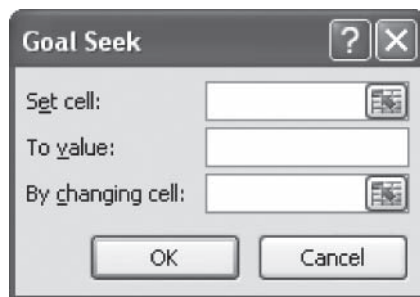 Goal Seek
Set cell:
To value:
By changing cell:
OK Cancel